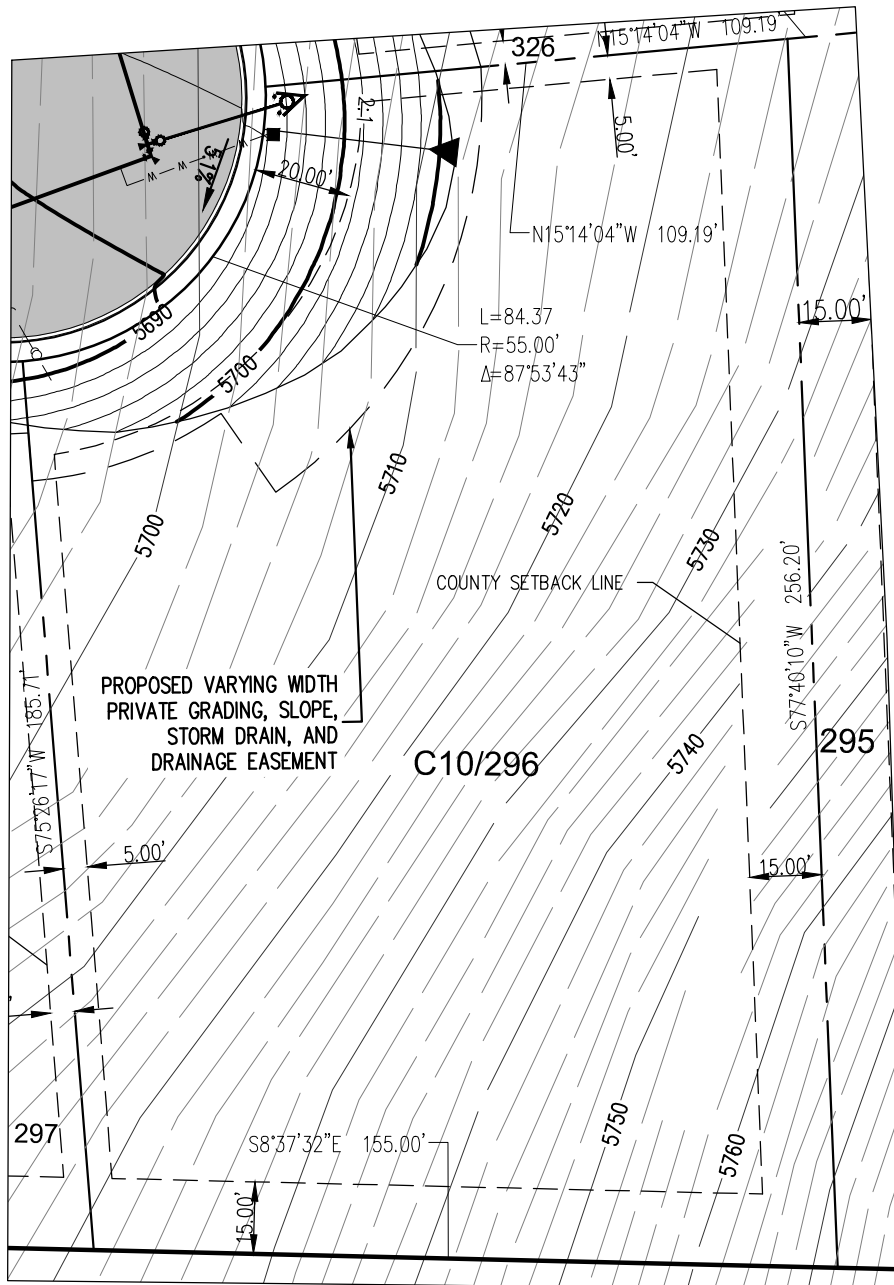 326
N15°14'04"W 109.19'
2:1
5.00'
W W W
20.00'
N15°14'04"W 109.19'
L=84.37
R=55.00'
Δ=87°53'43"
15.00'
5690
5700
5710
5700
5720
5730
COUNTY SETBACK LINE
S77°40'10"W 256.20'
PROPOSED VARYING WIDTH
PRIVATE GRADING, SLOPE,
STORM DRAIN, AND
DRAINAGE EASEMENT
S75°26'17"W 185.71'
C10/296
5740
295
5.00'
15.00'
297
S8°37'32"E 155.00'
5750
5760
15.00'